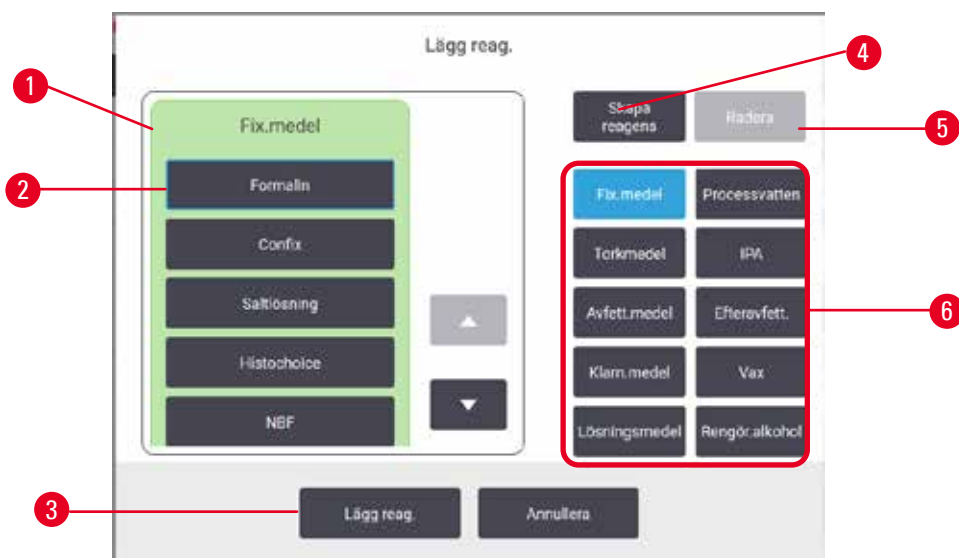 Lägg reag.
4
1
Skapa
reagens
Radera
5
Fix.medel
2
Formalin
Confix
Saltlösning
Histochoice
NBF
Fix.medel
Processvatten
Torkmedel
IPA
Avfett.medel
Efteravfett.
6
Klarn.medel
Vax
Lösningsmedel
Rengör.alkohol
3
Lägg reag.
Annullera